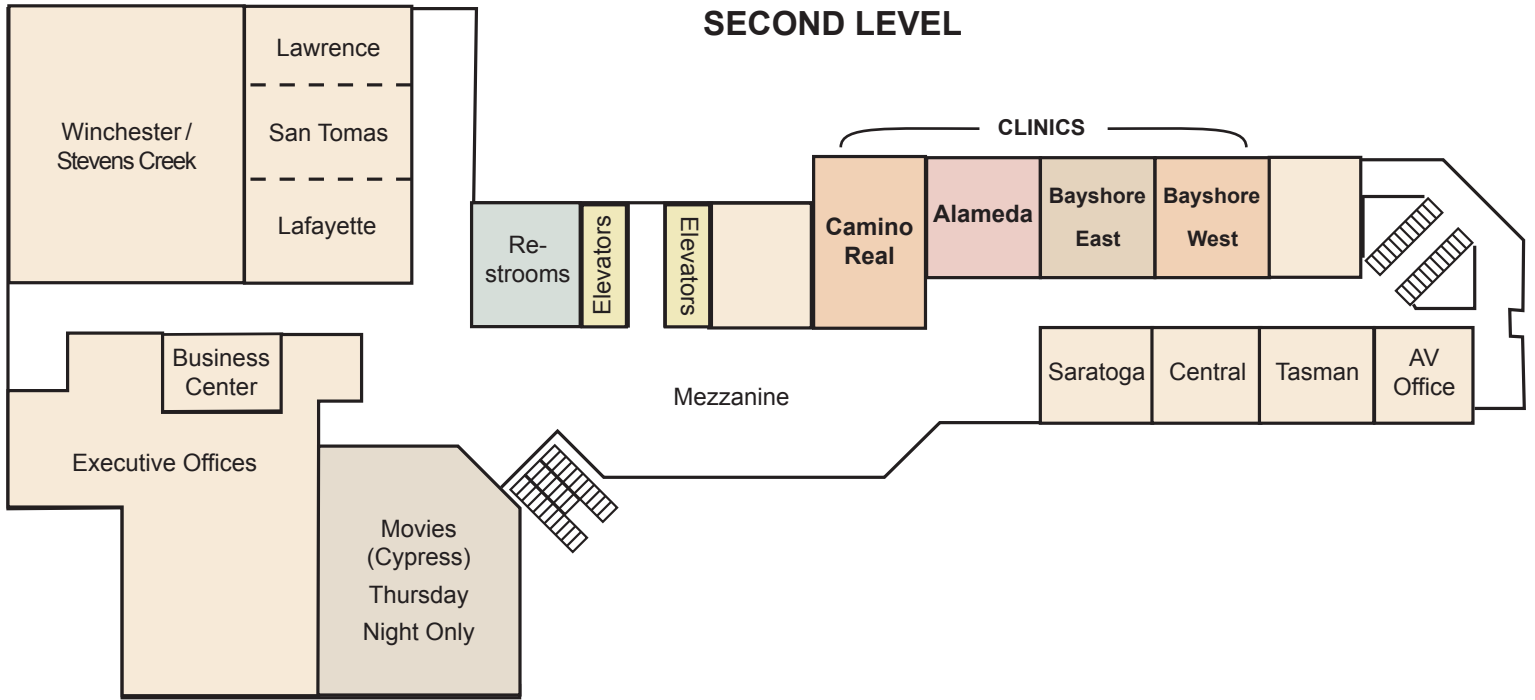 SECOND LEVEL
Lawrence
San Tomas
Lafayette
Winchester /
Stevens Creek
CLINICS
Re-
strooms
Elevators
Elevators
Camino
Real
Alameda
Bayshore
East
Bayshore
West
Business
Center
Executive Offices
Mezzanine
Saratoga
Central
Tasman
AV
Office
Movies
(Cypress)
Thursday
Night Only